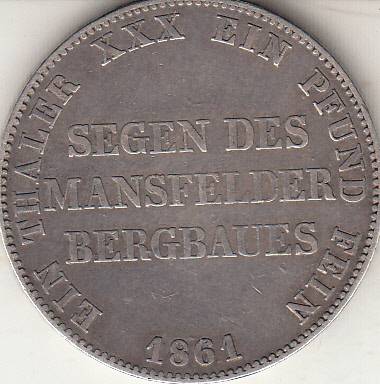 EIN THALER XXX EIN PFUND FEIN
SEGEN DES
MANSFELDER
BERGBAUES
1861